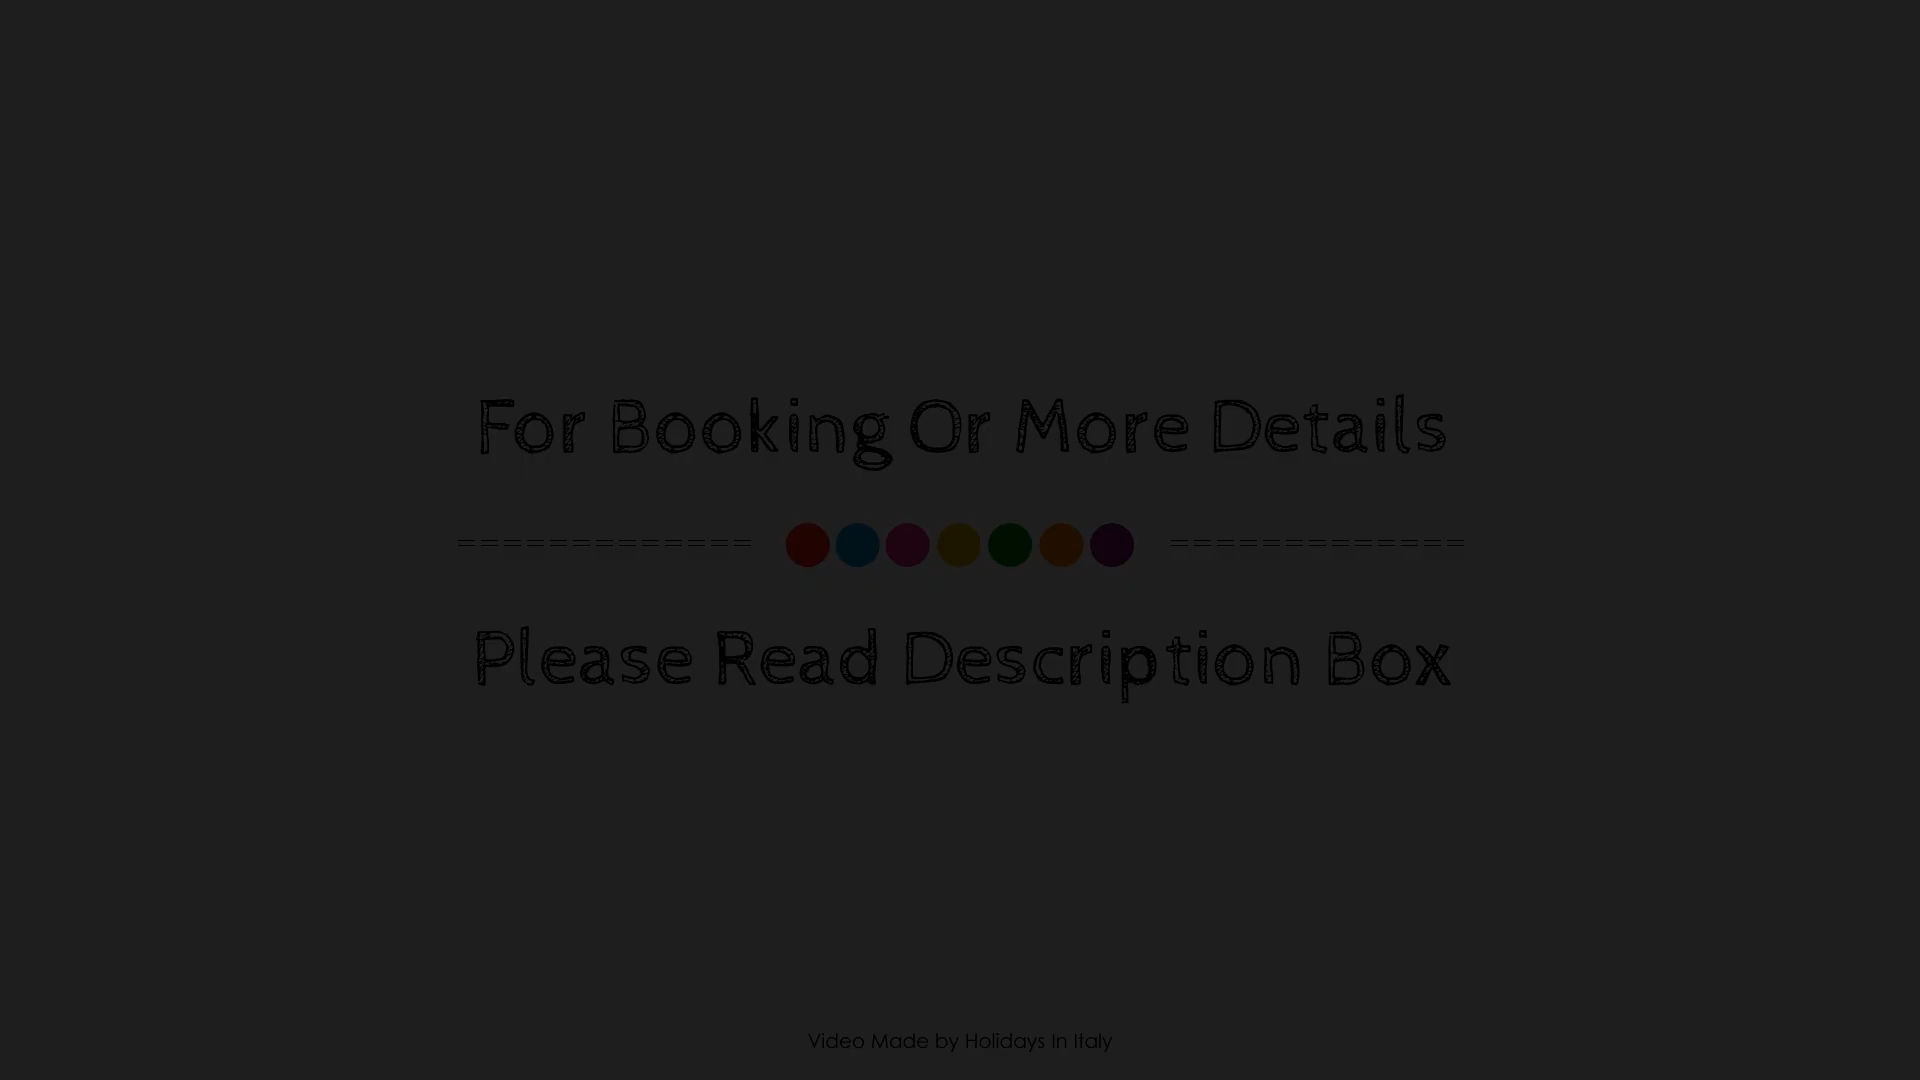 For Booking Or More Details
============= =============
Please Read Description Box
Video Made by Holidays In Italy